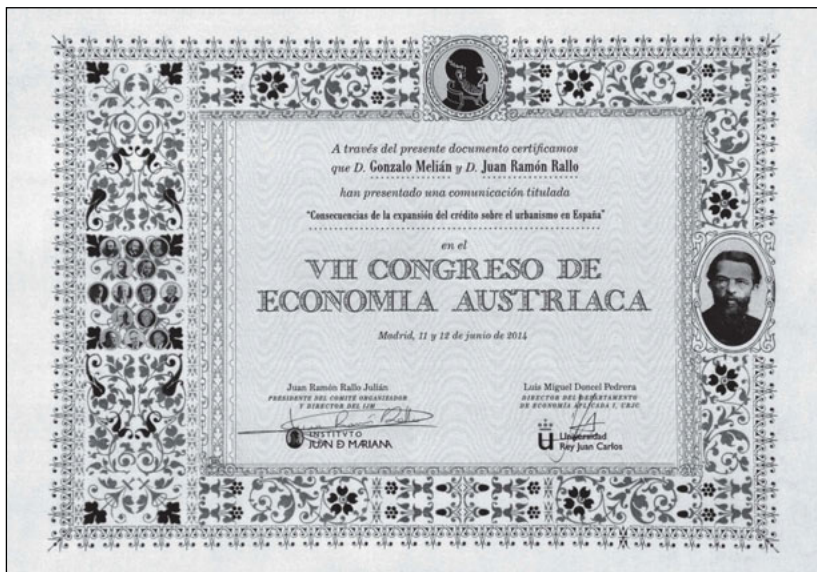 A través del presente documento certificamos
que D. Gonzalo Melián y D. Juan Ramón Rallo
han presentado una comunicación titulada
"Consecuencias de la expansión del crédito sobre el urbanismo en España"
en el
VII CONGRESO DE
ECONOMIA AUSTRIACA
Madrid, 11 y 12 de junio de 2014
Juan Ramón Rallo Julián
PRESIDENTE DEL COMITÉ ORGANIZADOR
Y DIRECTOR DEL IJM
INSTITVTO
JUAN DE MARIANA
Luis Miguel Doncel Pedrera
DIRECTOR DEL DEPARTAMENTO
DE ECONOMÍA APLICADA I, URJC
Universidad
Rey Juan Carlos